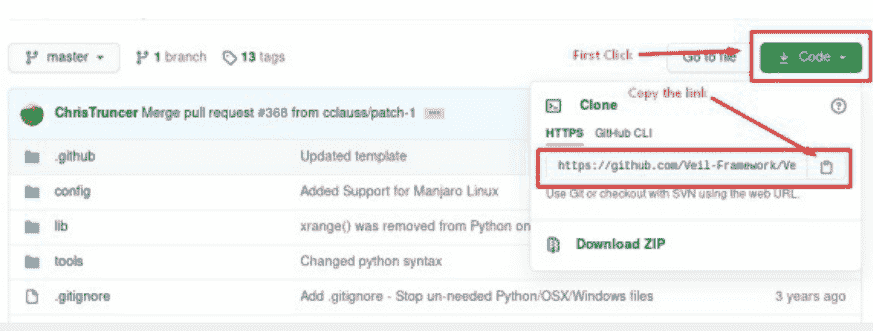 master 1 branch 13 tags First Click Go to file Code
ChrisTruncer Merge pull request #368 from cclauss/patch-1
Copy the link
Clone
HTTPS GitHub CLI
https://github.com/Veil-Framework/Ve
Use Git or checkout with SVN using the web URL.
Download ZIP
.github Updated template
config Added Support for Manjaro Linux
lib xrange() was removed from Python on
tools Changed python syntax
.gitignore Add .gitignore - Stop un-needed Python/OSX/Windows files 3 years ago